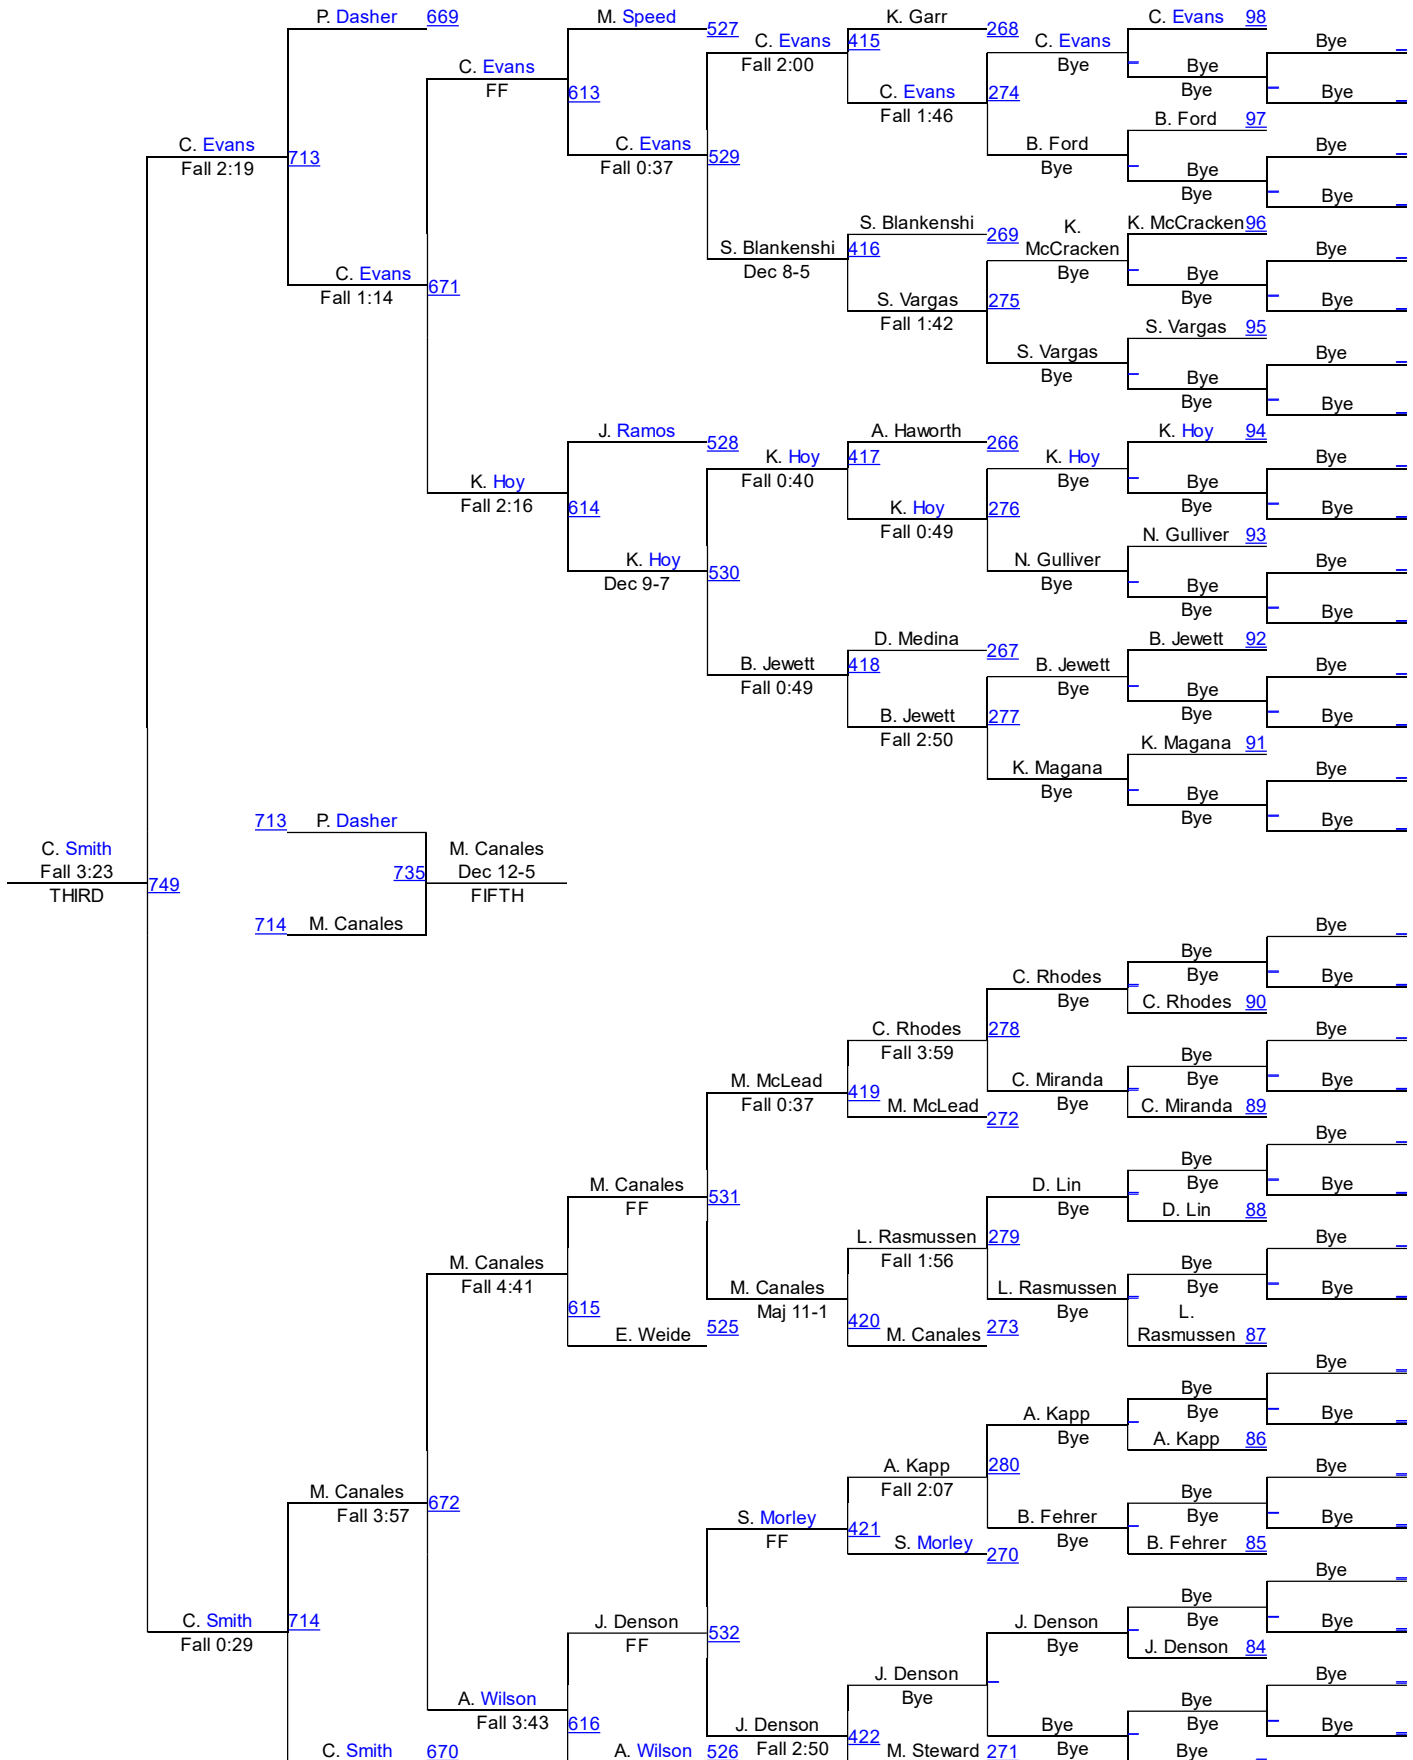 P. Dasher 669
M. Speed 527
K. Garr 268
C. Evans 98
C. Evans 415
C. Evans
Bye
Fall 2:00
Bye
Bye
C. Evans
FF
613
C. Evans 274
Fall 1:46
Bye
Bye
B. Ford 97
C. Evans
Fall 2:19
713
C. Evans 529
Fall 0:37
B. Ford
Bye
Bye
Bye
Bye
Bye
S. Blankenshi 269
K.
McCracken
Bye
K. McCracken 96
S. Blankenshi 416
Dec 8-5
Bye
Bye
Bye
C. Evans
Fall 1:14
671
S. Vargas 275
Fall 1:42
Bye
S. Vargas 95
S. Vargas
Bye
Bye
Bye
Bye
Bye
J. Ramos 528
A. Haworth 266
K. Hoy 94
K. Hoy 417
Fall 0:40
K. Hoy
Bye
Bye
Bye
Bye
K. Hoy
Fall 2:16
614
K. Hoy 276
Fall 0:49
Bye
N. Gulliver 93
K. Hoy
Dec 9-7
530
N. Gulliver
Bye
Bye
Bye
Bye
Bye
D. Medina 267
B. Jewett 92
B. Jewett 418
Fall 0:49
B. Jewett
Bye
Bye
Bye
Bye
B. Jewett 277
Fall 2:50
Bye
K. Magana 91
K. Magana
Bye
Bye
Bye
Bye
713 P. Dasher
Bye
C. Smith
Fall 3:23
THIRD
749
735
M. Canales
Dec 12-5
FIFTH
714 M. Canales
Bye
Bye
Bye
Bye
C. Rhodes
Bye
C. Rhodes 90
C. Rhodes 278
Fall 3:59
Bye
Bye
Bye
Bye
M. McLead
Fall 0:37
419
M. McLead 272
C. Miranda
Bye
C. Miranda 89
Bye
Bye
Bye
Bye
M. Canales
FF
531
D. Lin
Bye
D. Lin 88
L. Rasmussen 279
Fall 1:56
Bye
Bye
Bye
Bye
M. Canales
Fall 4:41
615
E. Weide 525
M. Canales
Maj 11-1
420
M. Canales 273
L. Rasmussen
Bye
L.
Rasmussen 87
Bye
Bye
Bye
Bye
A. Kapp
Bye
A. Kapp 86
A. Kapp 280
Fall 2:07
Bye
Bye
Bye
Bye
M. Canales
Fall 3:57
672
S. Morley
FF
421
S. Morley 270
B. Fehrer
Bye
B. Fehrer 85
Bye
Bye
Bye
Bye
C. Smith
Fall 0:29
714
J. Denson
FF
532
J. Denson
Bye
J. Denson 84
J. Denson
Bye
Bye
Bye
Bye
Bye
A. Wilson
Fall 3:43
616
J. Denson
Fall 2:50
422
Bye
Bye
C. Smith 670
A. Wilson 526
M. Steward 271
Bye